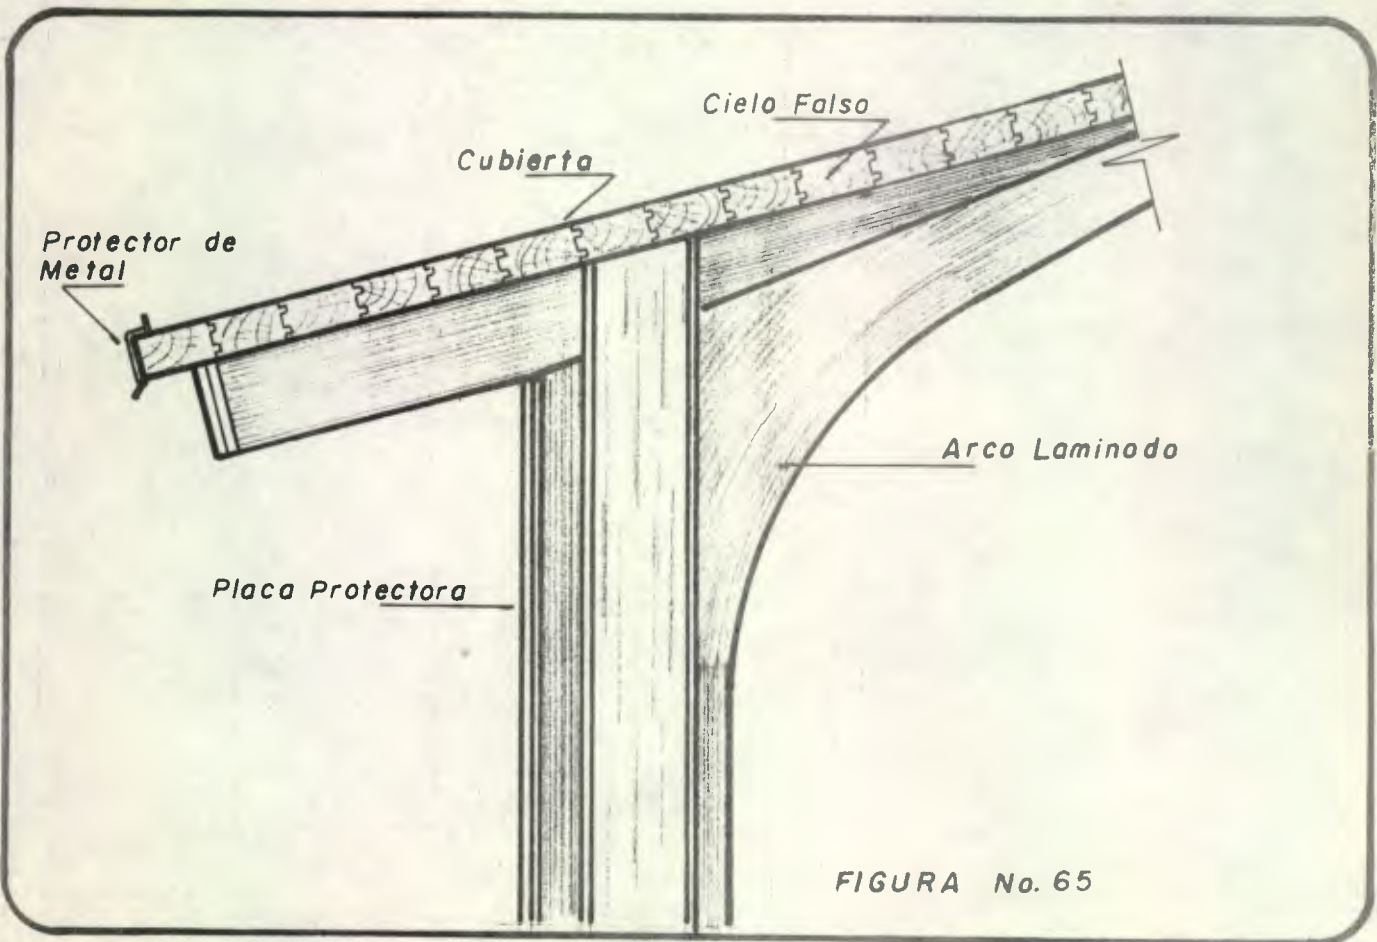 Cielo Falso
Cubierta
Protector de
Metal
Arco Laminado
Placa Protectora
FIGURA No. 65